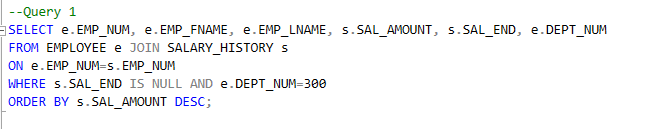 --Query 1
SELECT e.EMP_NUM, e.EMP_FNAME, e.EMP_LNAME, s.SAL_AMOUNT, s.SAL_END, e.DEPT_NUM
FROM EMPLOYEE e JOIN SALARY_HISTORY s
ON e.EMP_NUM=s.EMP_NUM
WHERE s.SAL_END IS NULL AND e.DEPT_NUM=300
ORDER BY s.SAL_AMOUNT DESC;